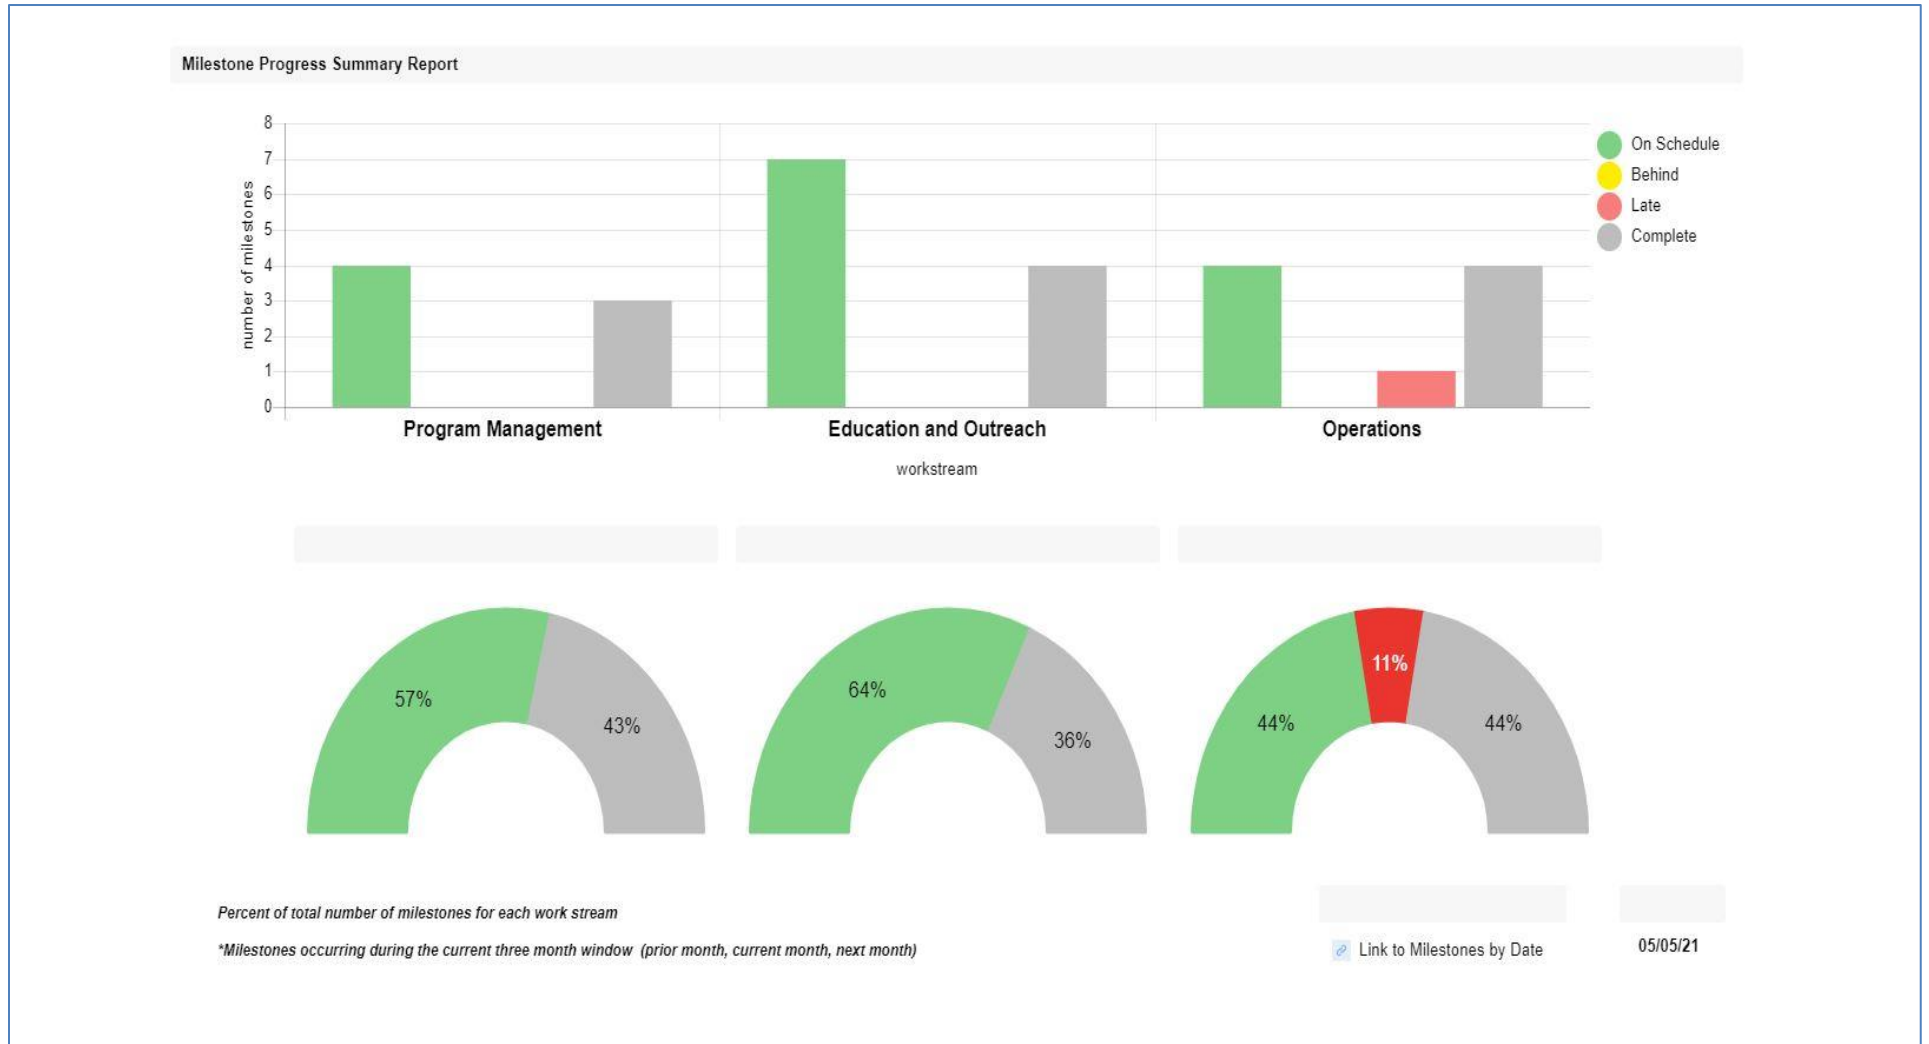 Milestone Progress Summary Report
8
7
6
5
4
3
2
1
0
number of milestones
On Schedule
Behind
Late
Complete
Program Management
Education and Outreach
Operations
workstream
57%
43%
64%
36%
44%
11%
44%
Percent of total number of milestones for each work stream
*Milestones occurring during the current three month window (prior month, current month, next month)
Link to Milestones by Date
05/05/21